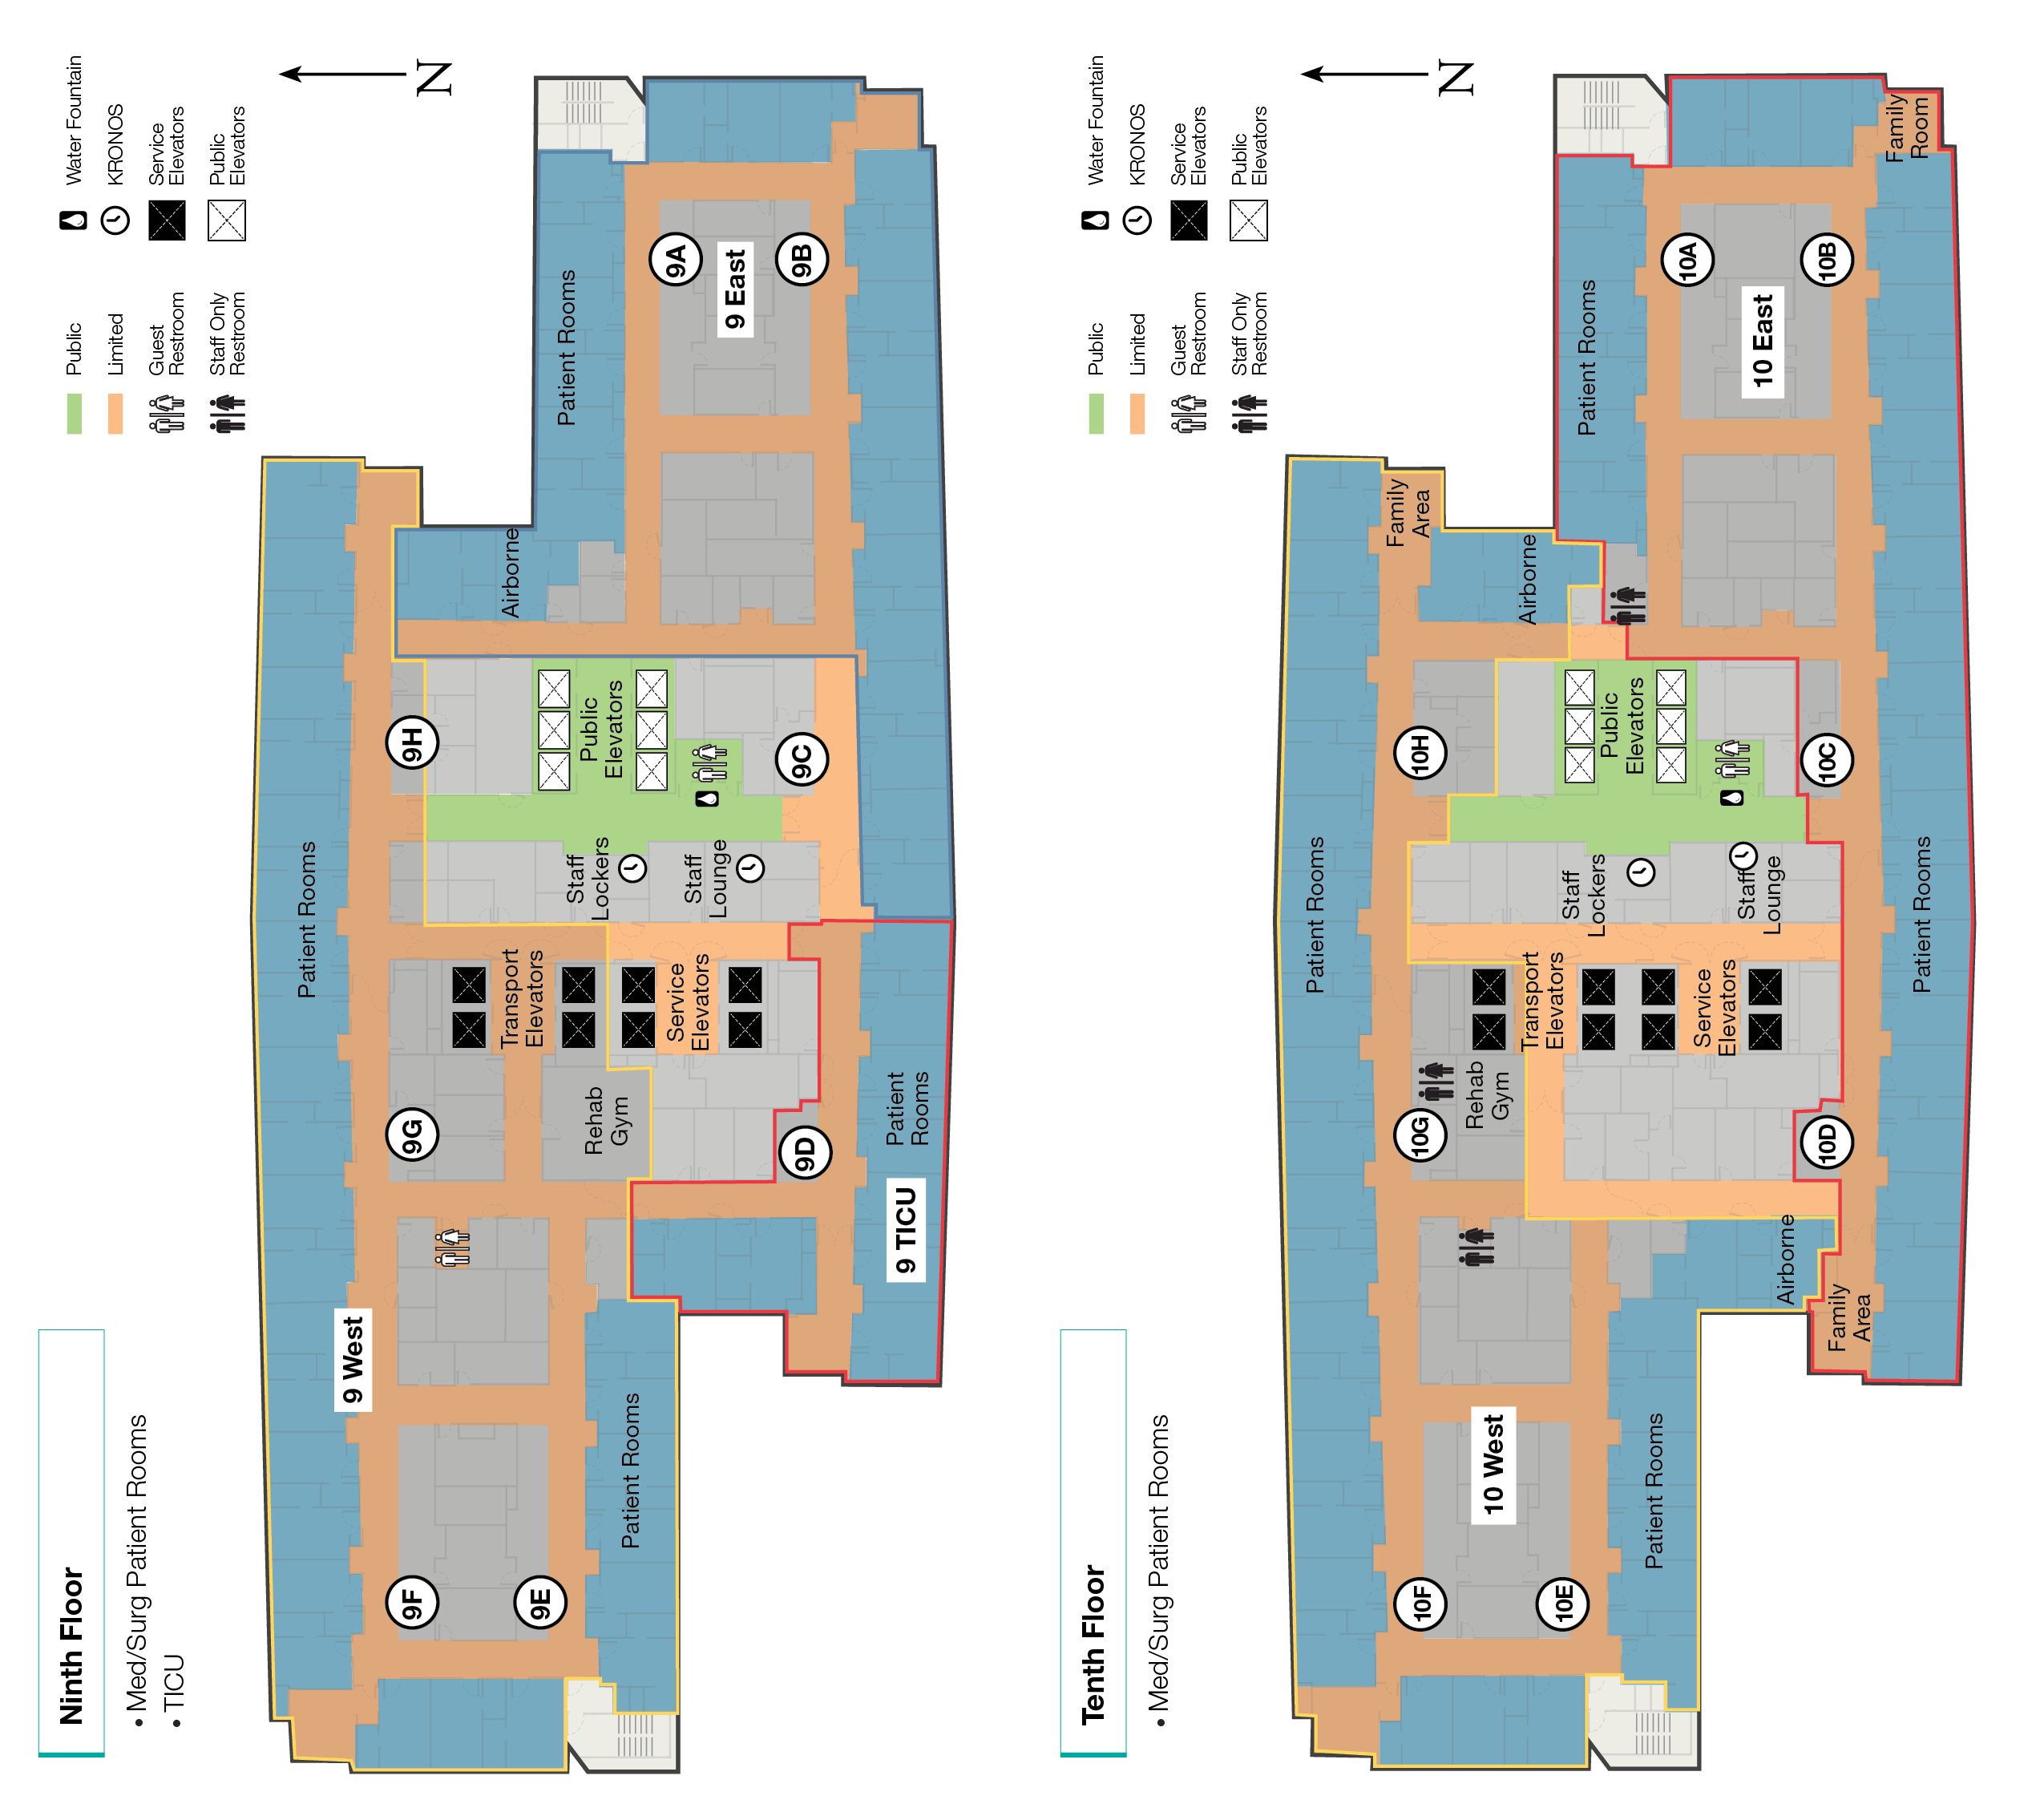 Ninth Floor
• Med/Surg Patient Rooms
• TICU
Public
Limited
Guest
Restroom
Staff Only
Restroom
Water Fountain
KRONOS
Service
Elevators
Public
Elevators
N
Patient Rooms
9 West
9F
9E
9G
9H
Patient Rooms
Transport
Elevators
Rehab
Gym
Service
Elevators
Staff
Lockers
Staff
Lounge
Public
Elevators
9C
9D
Patient
Rooms
9 TICU
Airborne
Patient Rooms
9A
9 East
9B
Tenth Floor
• Med/Surg Patient Rooms
Public
Limited
Guest
Restroom
Staff Only
Restroom
Water Fountain
KRONOS
Service
Elevators
Public
Elevators
N
Patient Rooms
Family
Area
10F
10 West
10E
10G
10H
Patient Rooms
Rehab
Gym
Transport
Elevators
Service
Elevators
Staff
Lockers
Staff
Lounge
Public
Elevators
10C
10D
Airborne
Family
Area
Patient Rooms
Airborne
Patient Rooms
10A
10 East
10B
Family
Room